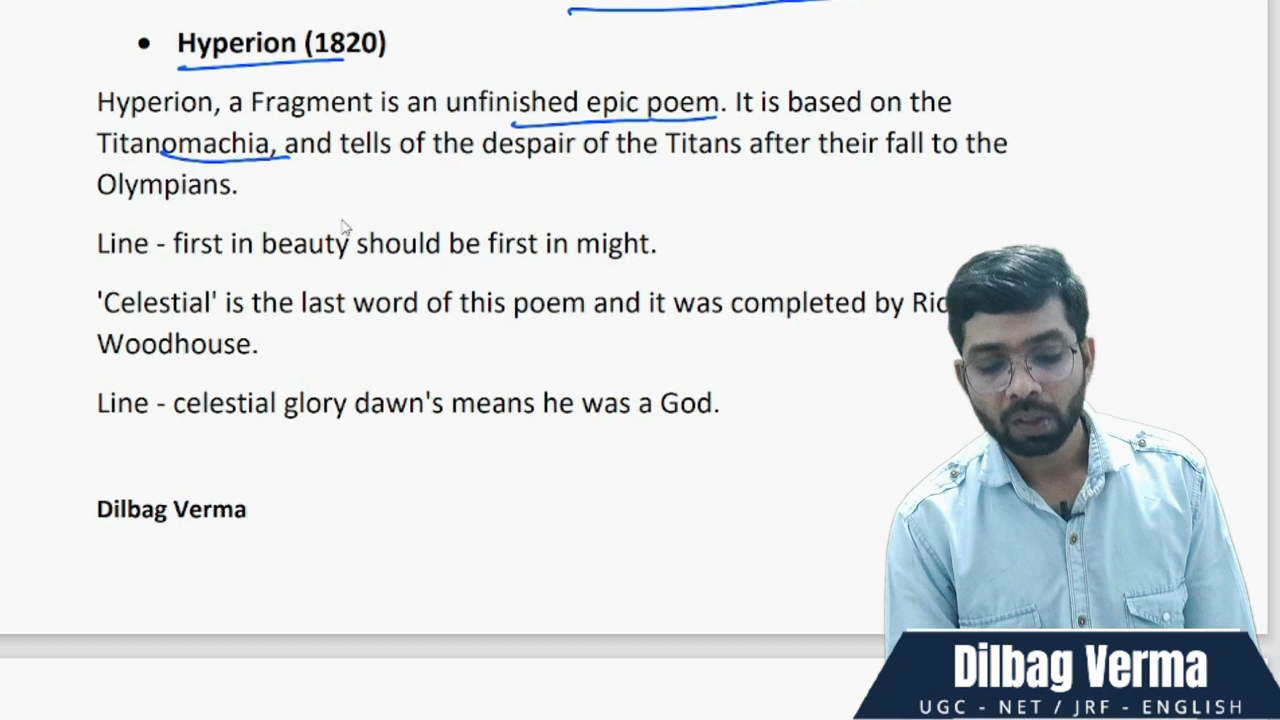 • Hyperion (1820)
Hyperion, a Fragment is an unfinished epic poem. It is based on the
Titanomachia, and tells of the despair of the Titans after their fall to the
Olympians.
Line - first in beauty should be first in might.
'Celestial' is the last word of this poem and it was completed by
Woodhouse.
Line - celestial glory dawn's means he was a God.
Dilbag Verma
Dilbag Verma
UGC - NET / JRF - ENGLISH